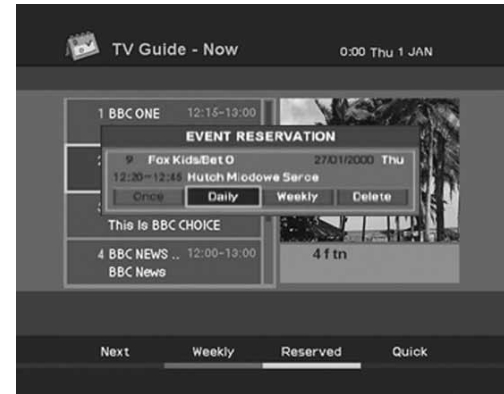 TV Guide - Now 0:00 Thu 1 JAN
1 BBC ONE 12:15-13:00
EVENT RESERVATION
9 Fox Kids/Bet O 27/01/2000 Thu
12:20-12:45 Hutch Miodowe Serce
Once Daily Weekly Delete
This Is BBC CHOICE
4 BBC NEWS .. 12:00-13:00
BBC News
4 f tn
Next Weekly Reserved Quick